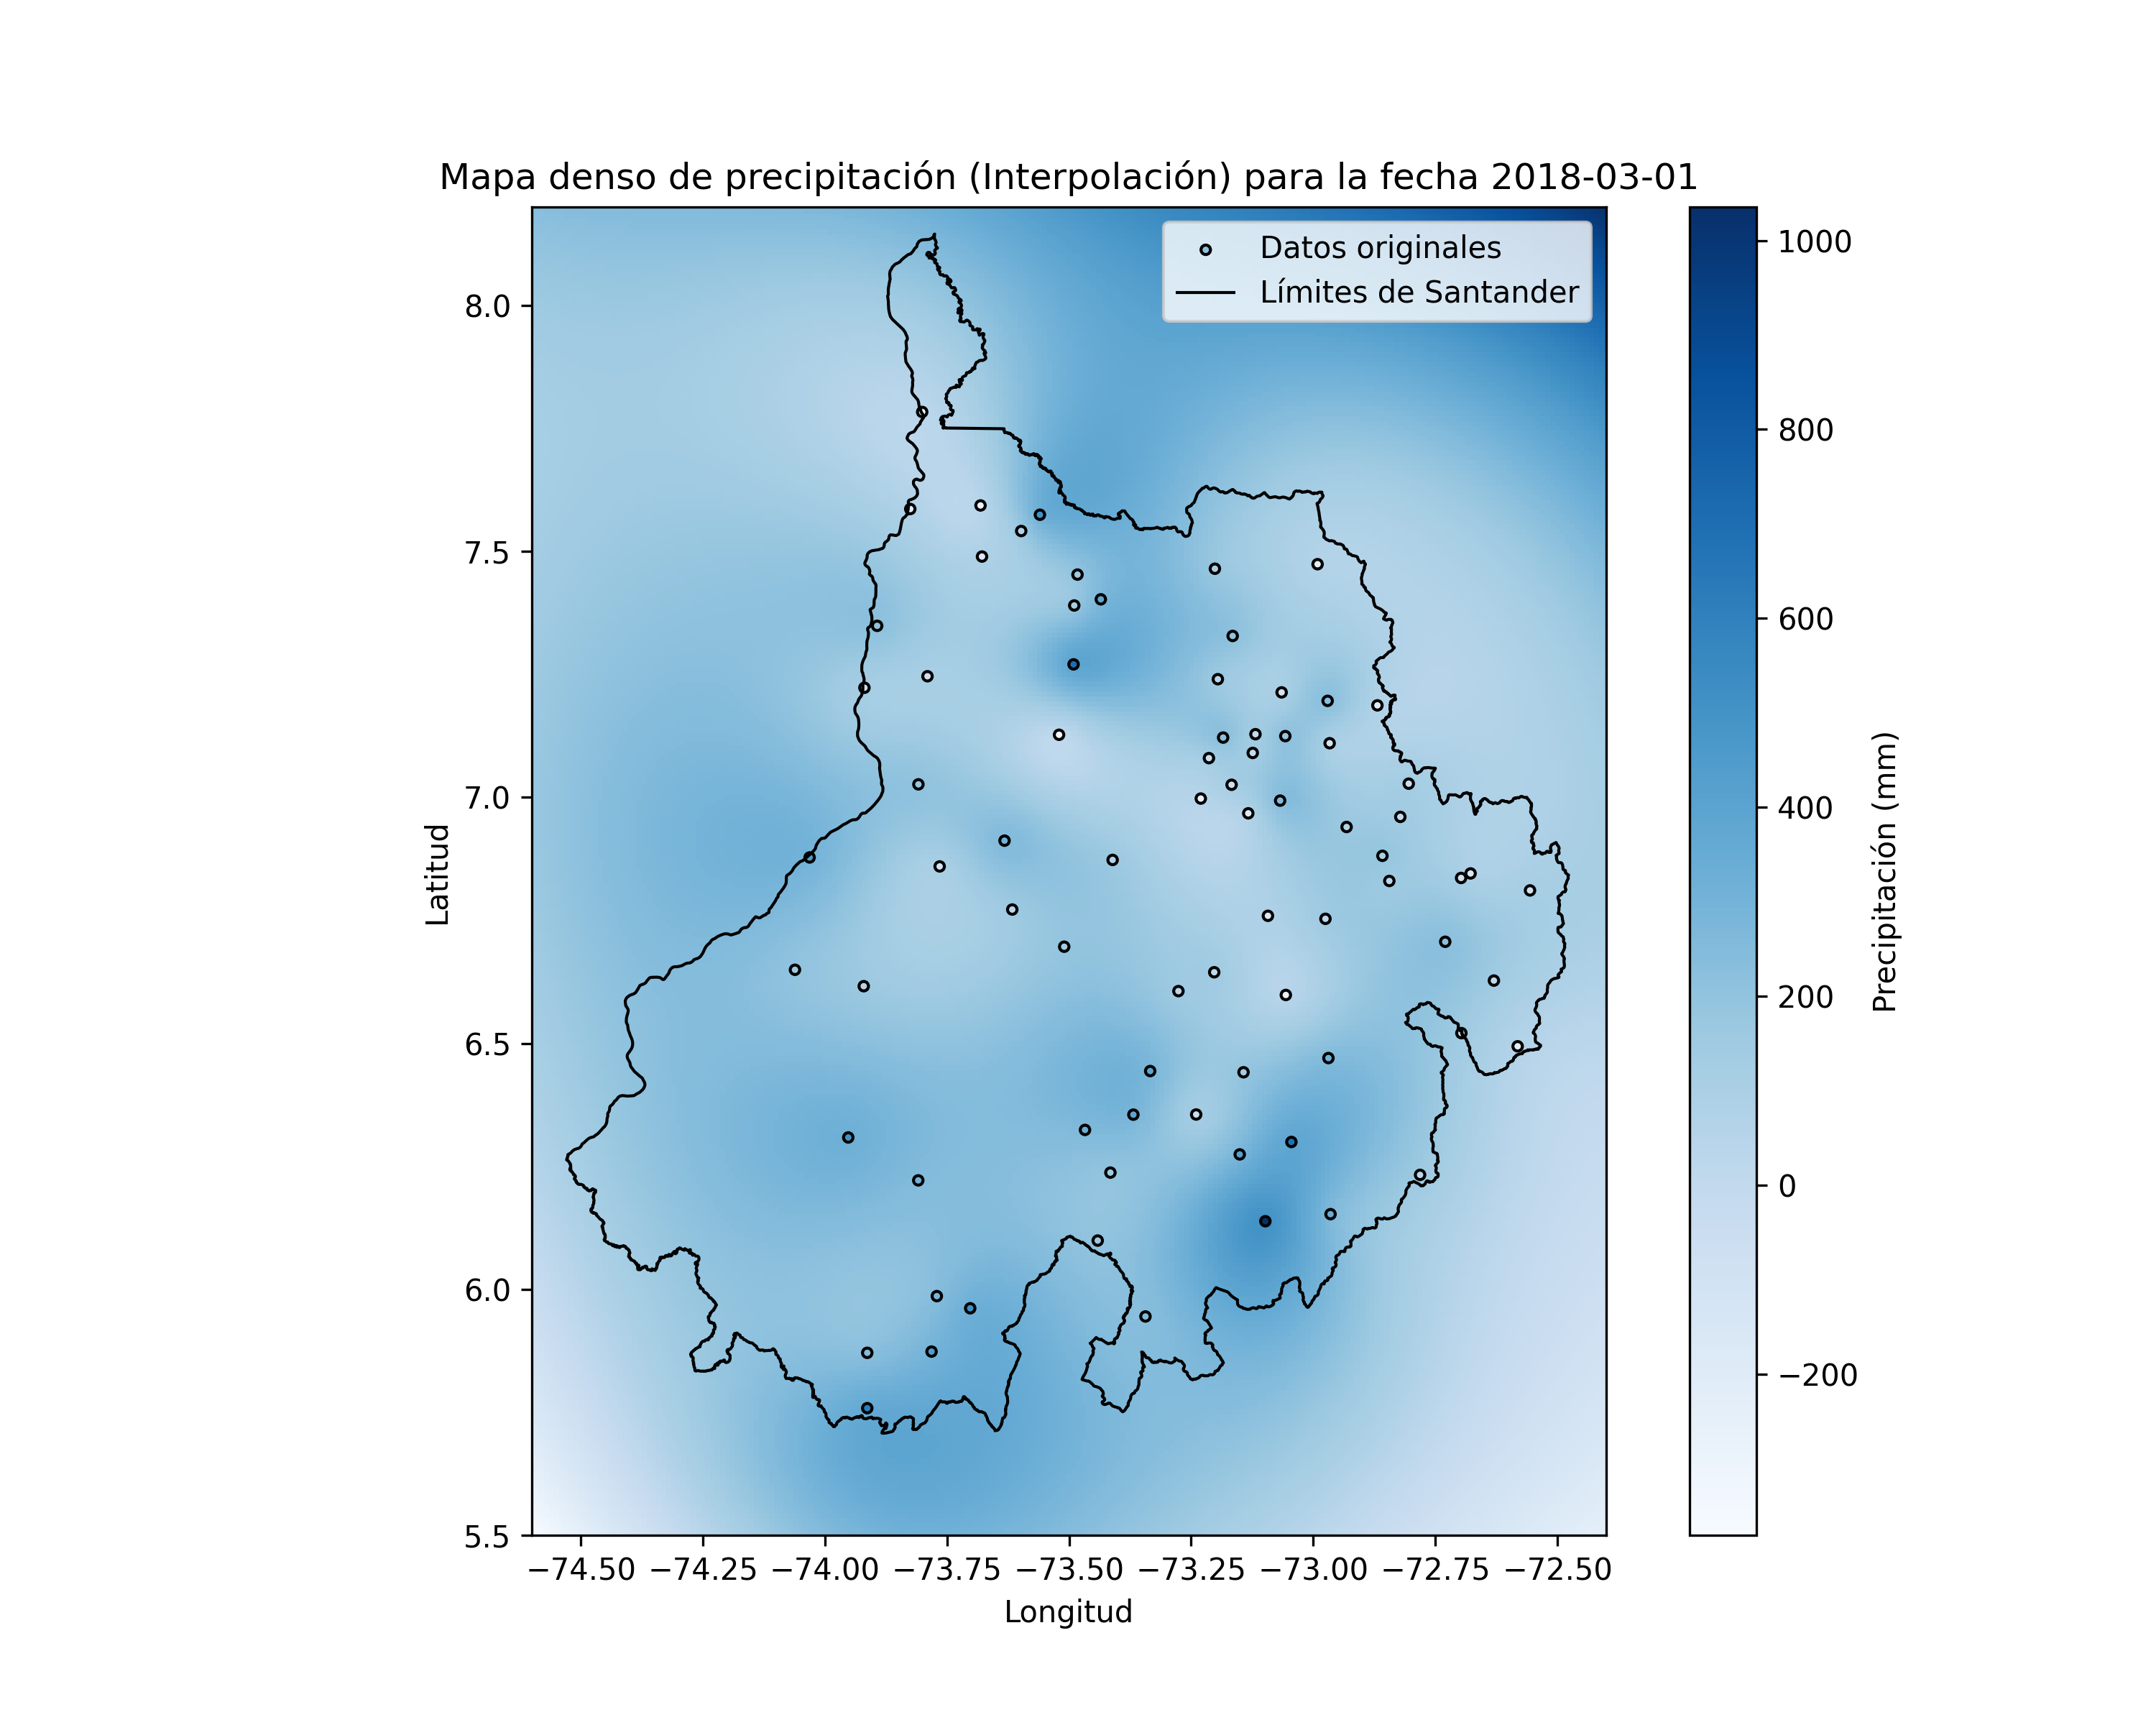 Mapa denso de precipitación (Interpolación) para la fecha 2018-03-01
Datos originales
Límites de Santander
8.0
7.5
7.0
6.5
6.0
5.5
Latitud
−74.50 −74.25 −74.00 −73.75 −73.50 −73.25 −73.00 −72.75 −72.50
Longitud
1000
800
600
400
200
0
−200
Precipitación (mm)